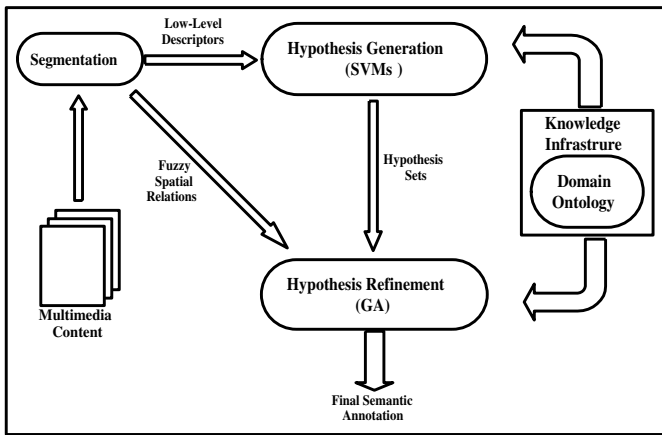 Low-Level
Descriptors
Segmentation
Hypothesis Generation
(SVMs )
Knowledge
Infrastrure
Domain
Ontology
Fuzzy
Spatial
Relations
Hypothesis
Sets
Multimedia
Content
Hypothesis Refinement
(GA)
Final Semantic
Annotation